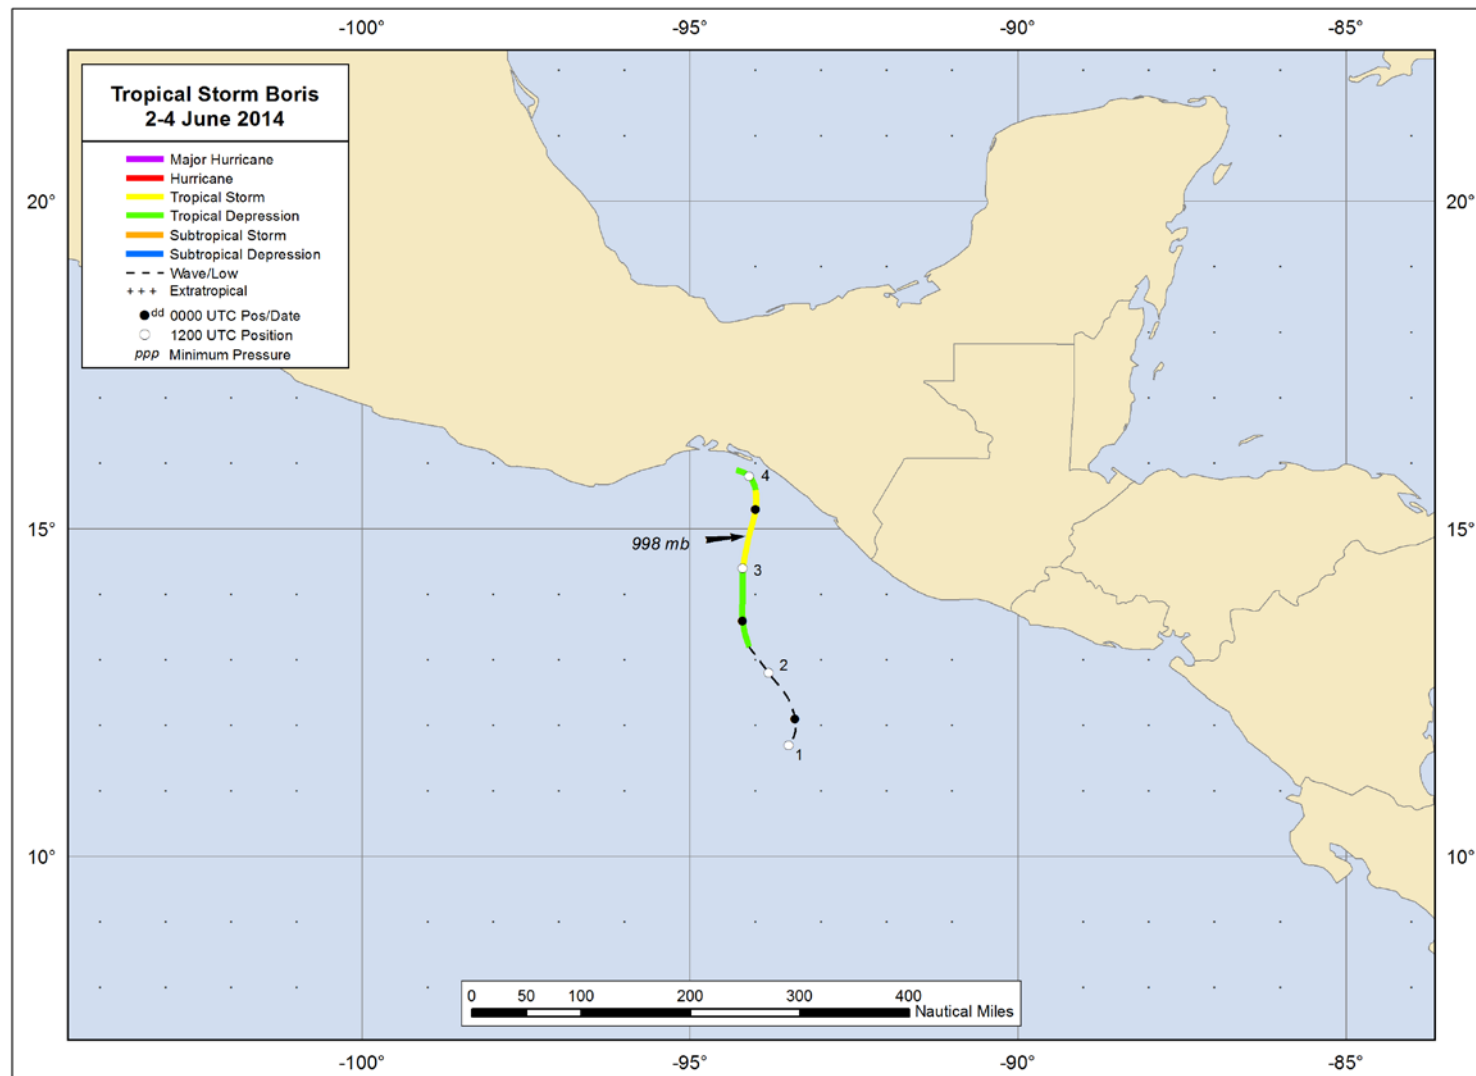 -100° -95° -90° -85°
Tropical Storm Boris
2-4 June 2014
Major Hurricane
Hurricane
Tropical Storm
Tropical Depression
Subtropical Storm
Subtropical Depression
Wave/Low
+++ Extratropical
dd 0000 UTC Pos/Date
1200 UTC Position
ppp Minimum Pressure
20° 20°
4
15° 15°
998 mb
3
2
1
10° 10°
0 50 100 200 300 400
Nautical Miles
-100° -95° -90° -85°